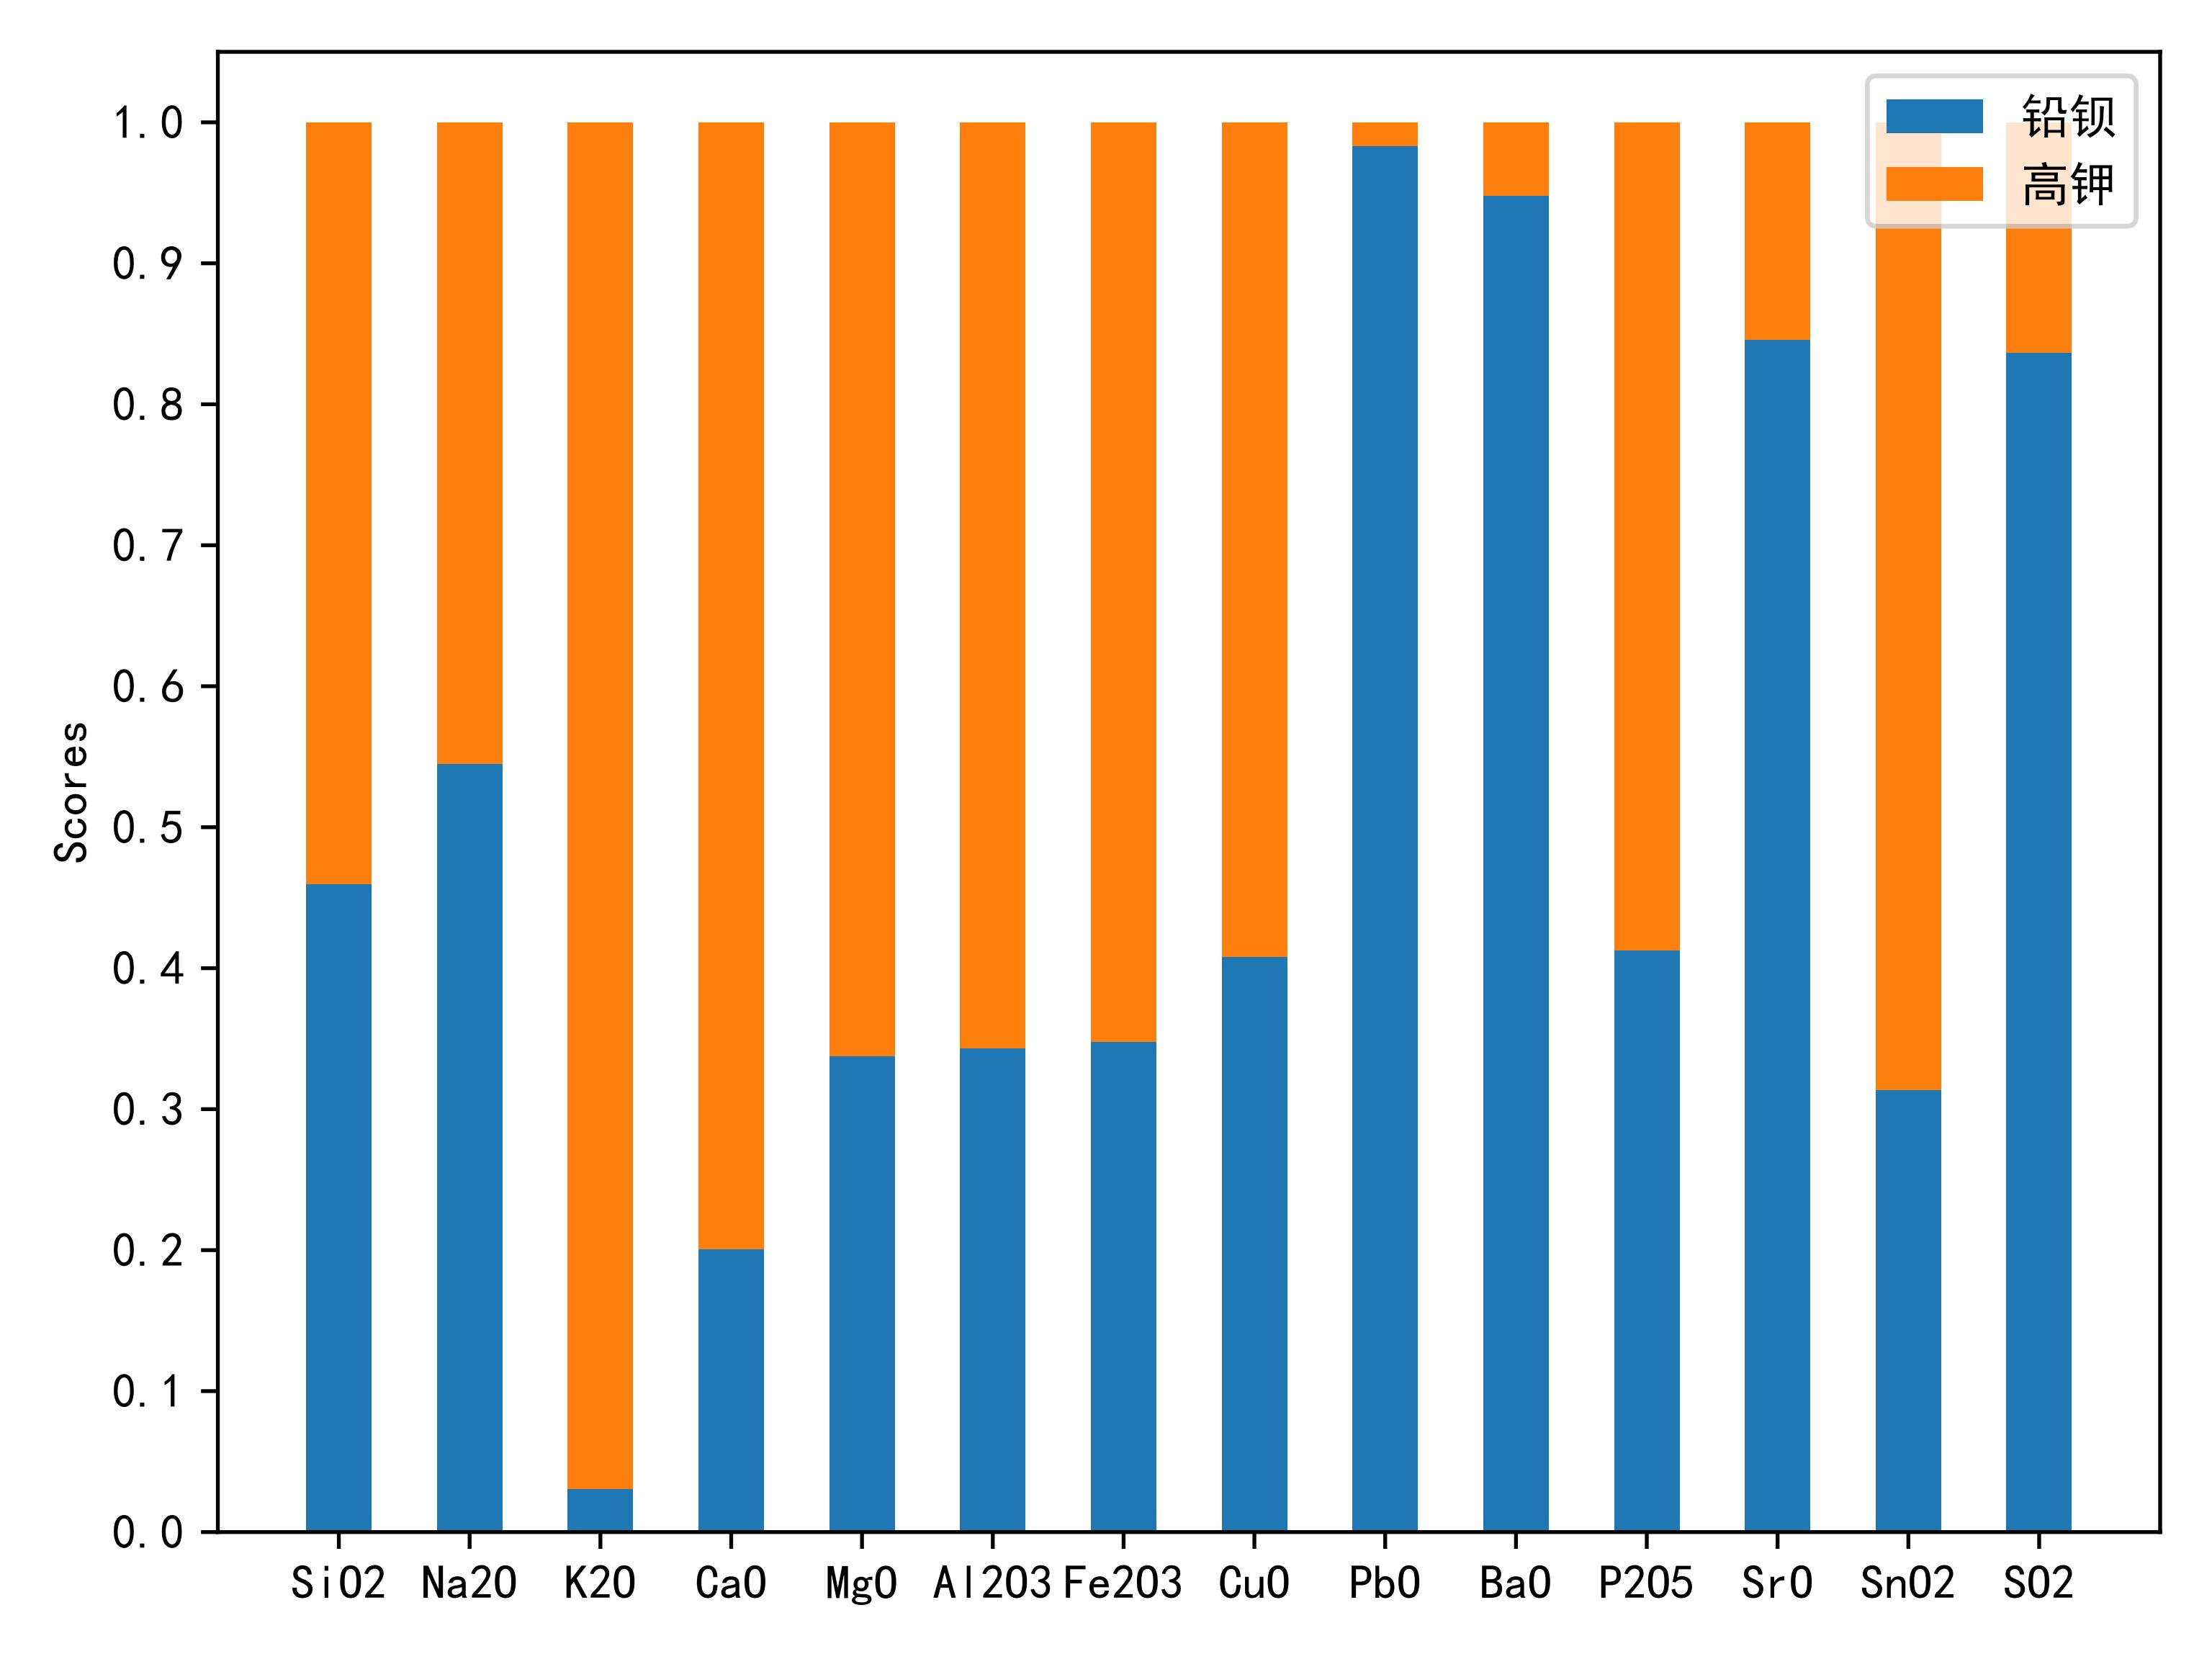 铅钡
高钾
1.0
0.9
0.8
0.7
0.6
0.5
0.4
0.3
0.2
0.1
0.0
Scores
SiO2 Na2O K2O CaO MgO Al2O3 Fe2O3 CuO PbO BaO P2O5 SrO SnO2 SO2